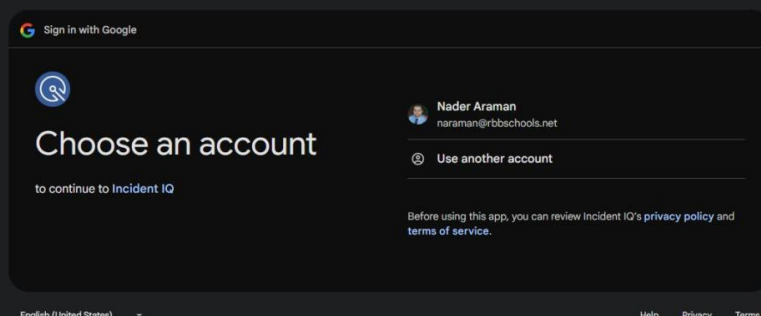 Sign in with Google
Choose an account
to continue to Incident IQ
Nader Araman
naraman@rbbschools.net
Use another account
Before using this app, you can review Incident IQ's privacy policy and
terms of service.
English (United States)
Help Privacy Terms